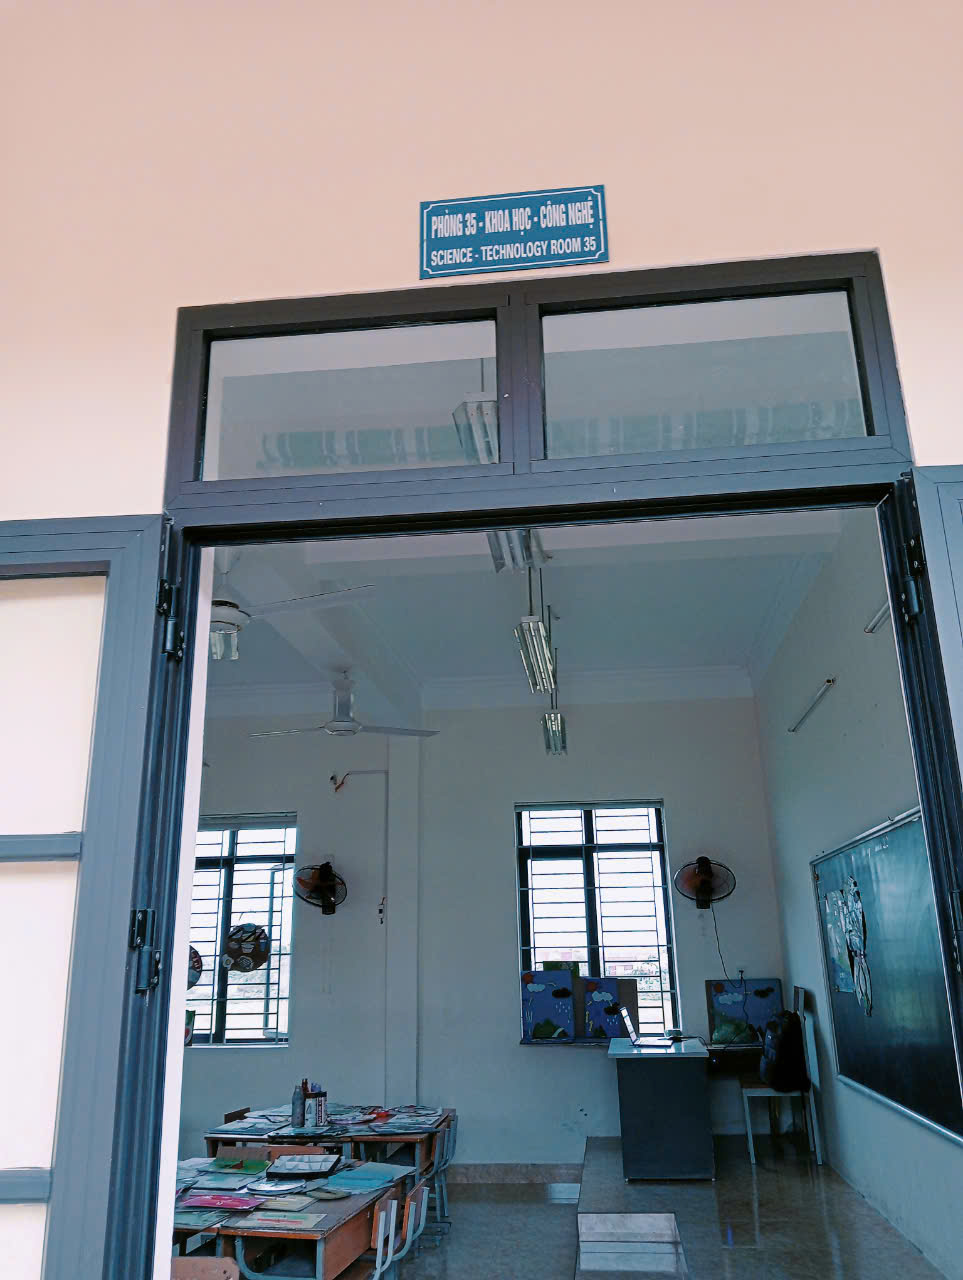 PHÒNG 35 - KHOA HỌC - CÔNG NGHỆ
SCIENCE - TECHNOLOGY ROOM 35